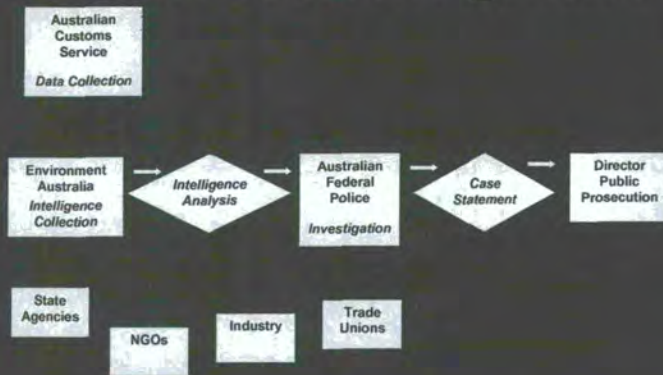 Australian
Customs
Service
Data Collection
Environment
Australia
Intelligence
Collection
Intelligence
Analysis
Australian
Federal
Police
Investigation
Case
Statement
Director
Public
Prosecution
State
Agencies
NGOs
Industry
Trade
Unions